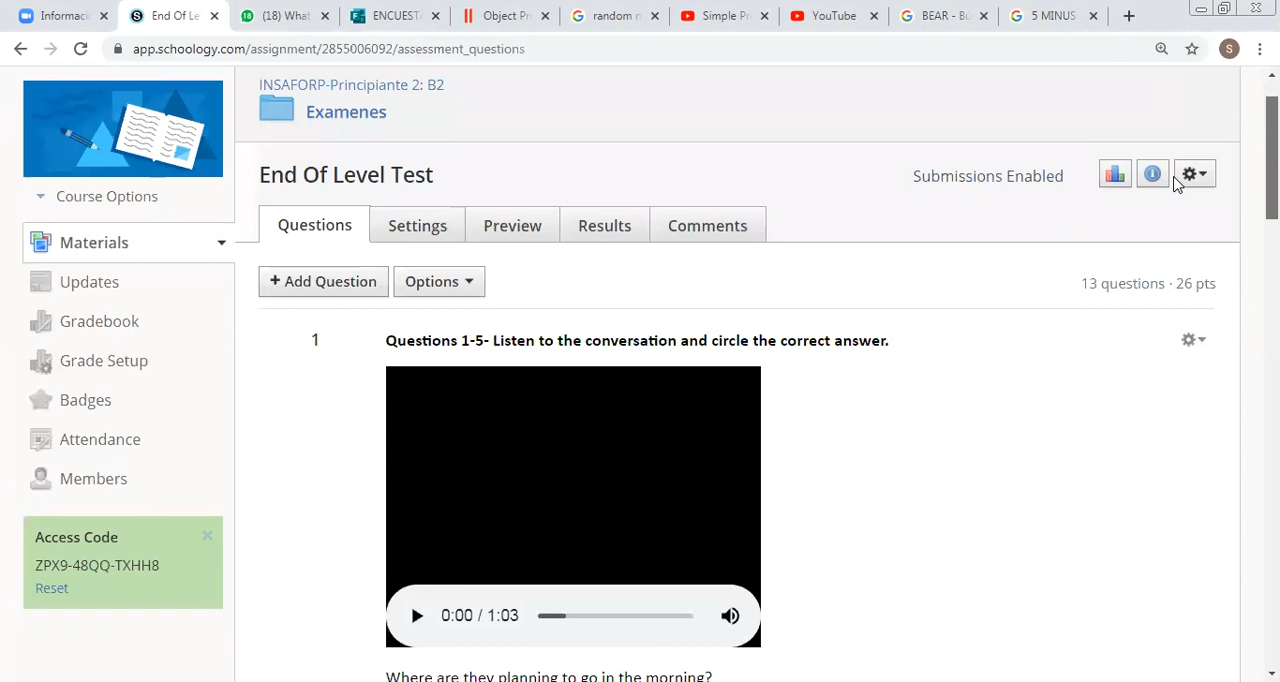 Informaci
End Of Le
(18) What
ENCUEST
Object Pr
random n
Simple Pr
YouTube
BEAR - Bú
5 MINUS
app.schoology.com/assignment/2855006092/assessment_questions
S
INSAFORP-Principiante 2: B2
Examenes
Course Options
Materials
Updates
Gradebook
Grade Setup
Badges
Attendance
Members
Access Code
ZPX9-48QQ-TXHH8
Reset
End Of Level Test
Submissions Enabled
Questions
Settings
Preview
Results
Comments
+ Add Question
Options
13 questions · 26 pts
1
Questions 1-5- Listen to the conversation and circle the correct answer.
0:00 / 1:03
Where are they planning to go in the morning?